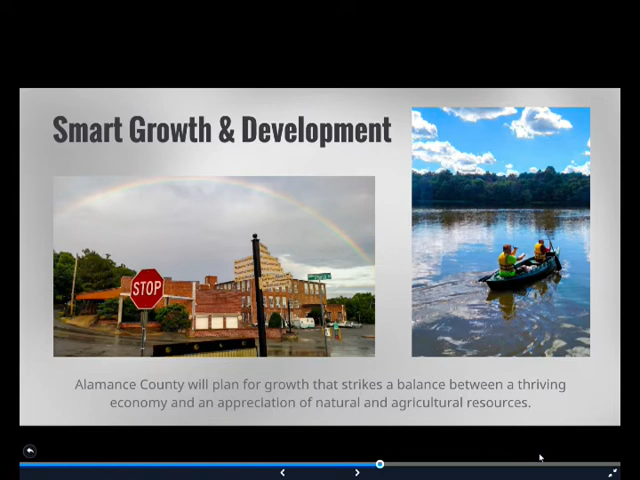 Smart Growth & Development
STOP
Alamance County will plan for growth that strikes a balance between a thriving
economy and an appreciation of natural and agricultural resources.